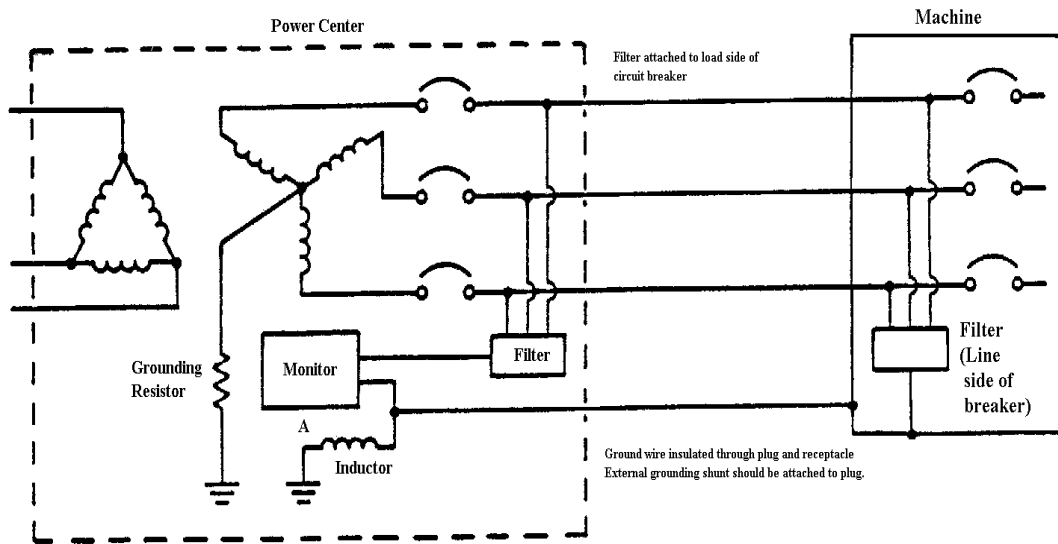 Power Center
Machine
Filter attached to load side of
circuit breaker
Grounding
Resistor
Monitor
Filter
A
Inductor
Filter
(Line
side of
breaker)
Ground wire insulated through plug and receptacle
External grounding shunt should be attached to plug.